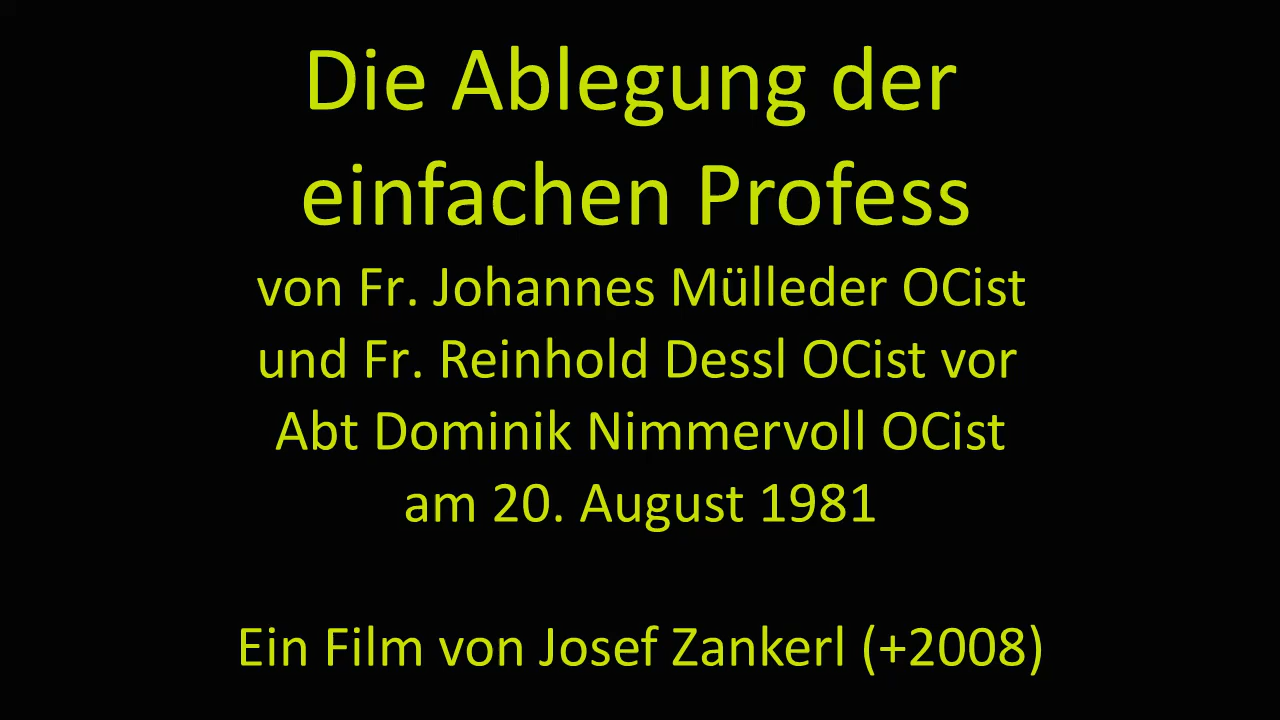 Die Ablegung der
einfachen Profess
von Fr. Johannes Mülleder OCist
und Fr. Reinhold Dessl OCist vor
Abt Dominik Nimmervoll OCist
am 20. August 1981
Ein Film von Josef Zankerl (+2008)